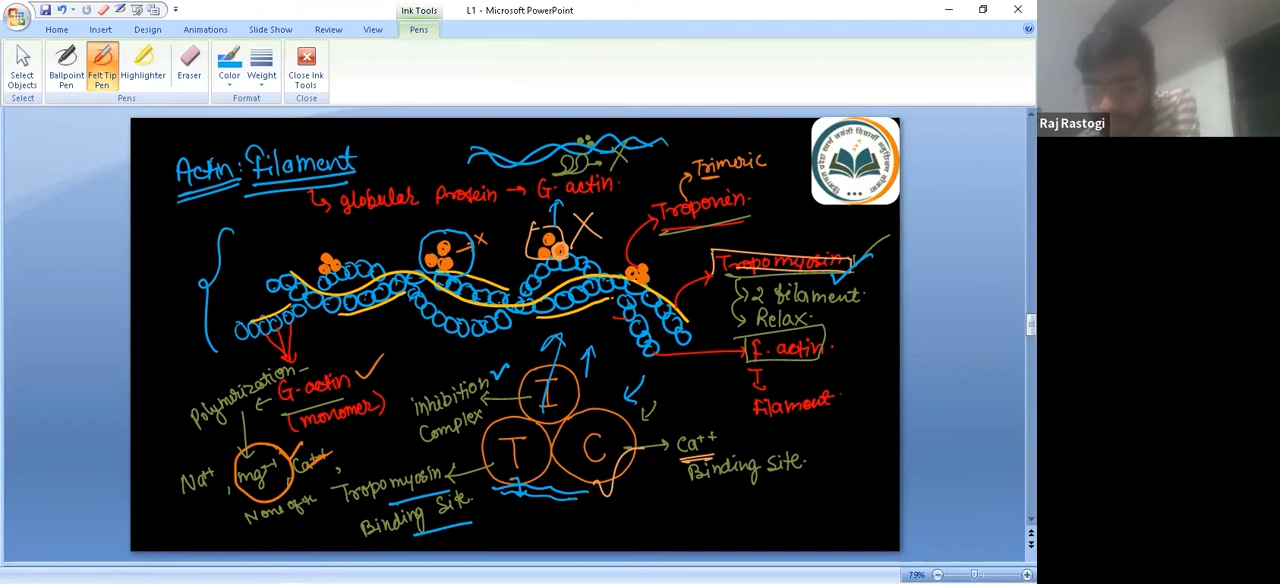 Ink Tools
L1 - Microsoft PowerPoint
Home
Insert
Design
Animations
Slide Show
Review
View
Pens
Select Objects
Ballpoint Pen
Felt Tip Pen
Highlighter
Eraser
Color
Weight
Close Ink Tools
Select
Pens
Format
Close
Raj Rastogi
Actin: Filament
Trimeric
globular protein → G. actin.
Troponin.
Tropomyosin
2 filament.
Relax.
f. actin.
filament.
Polymerization
G-actin
(monomer)
inhibition
Complex
I
T
C
Ca++
Binding Site.
Na++
, mg++
, Ca++
,
None of the
Tropomyosin
Binding Site.
79%